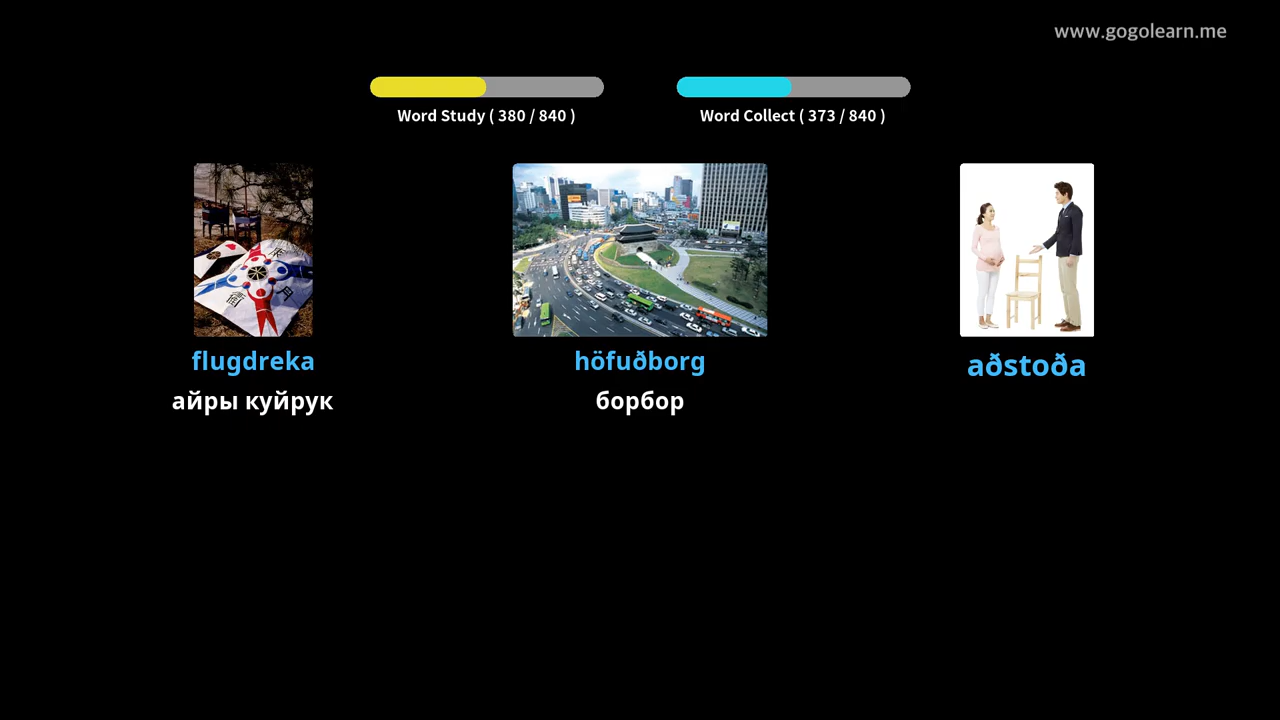 www.gogolearn.me
Word Study ( 380 / 840 )
Word Collect ( 373 / 840 )
flugdreka
höfuðborg
aðstoða
айры куйрук
борбор